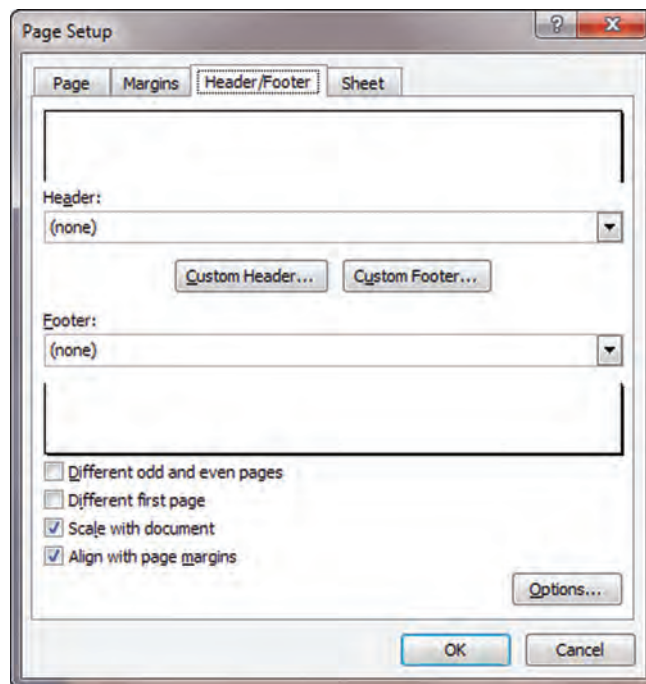 Page Setup
Page Margins Header/Footer Sheet
Header:
(none)
Custom Header... Custom Footer...
Footer:
(none)
Different odd and even pages
Different first page
Scale with document
Align with page margins
Options...
OK Cancel